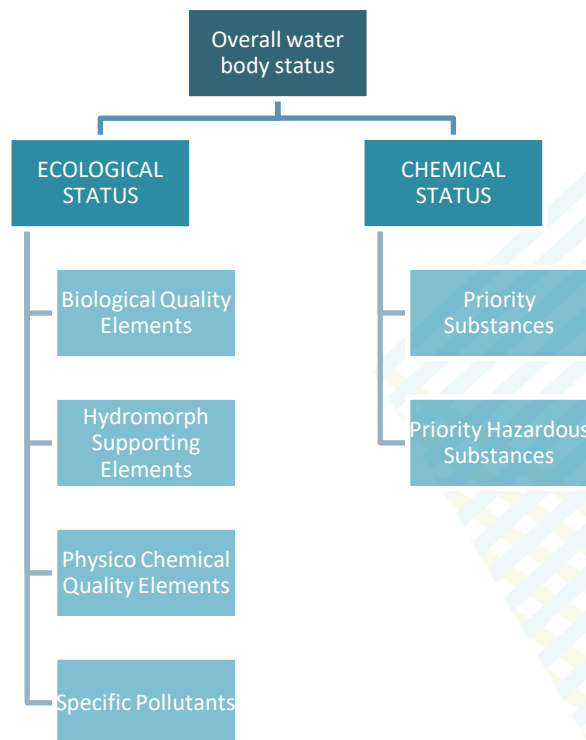 Overall water
body status
ECOLOGICAL
STATUS
CHEMICAL
STATUS
Biological Quality
Elements
Priority
Substances
Hydromorph
Supporting
Elements
Priority Hazardous
Substances
Physico Chemical
Quality Elements
Specific Pollutants